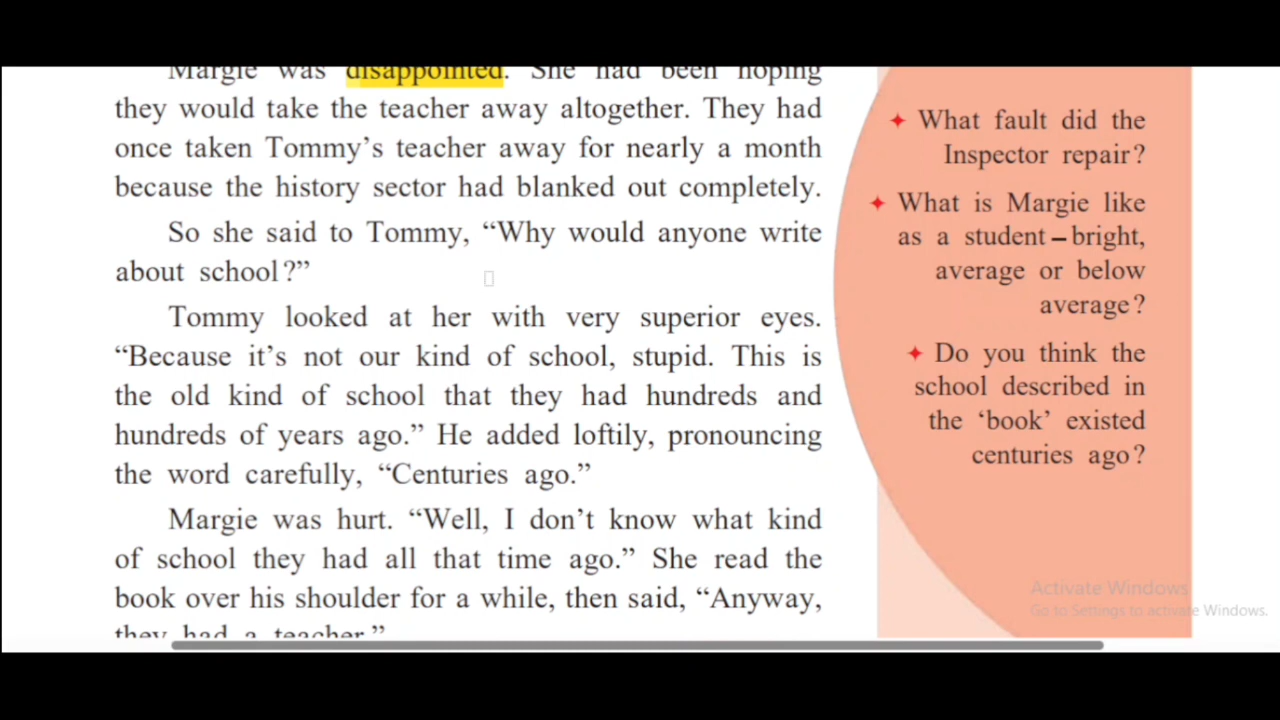 Margie was disappointed. She had been hoping
they would take the teacher away altogether. They had
once taken Tommy’s teacher away for nearly a month
because the history sector had blanked out completely.
So she said to Tommy, “Why would anyone write
about school?”
Tommy looked at her with very superior eyes.
“Because it’s not our kind of school, stupid. This is
the old kind of school that they had hundreds and
hundreds of years ago.” He added loftily, pronouncing
the word carefully, “Centuries ago.”
Margie was hurt. “Well, I don’t know what kind
of school they had all that time ago.” She read the
book over his shoulder for a while, then said, “Anyway,
they had a teacher.”
✦ What fault did the
Inspector repair?
✦ What is Margie like
as a student – bright,
average or below
average?
✦ Do you think the
school described in
the ‘book’ existed
centuries ago?
Activate Windows
Go to Settings to activate Windows.